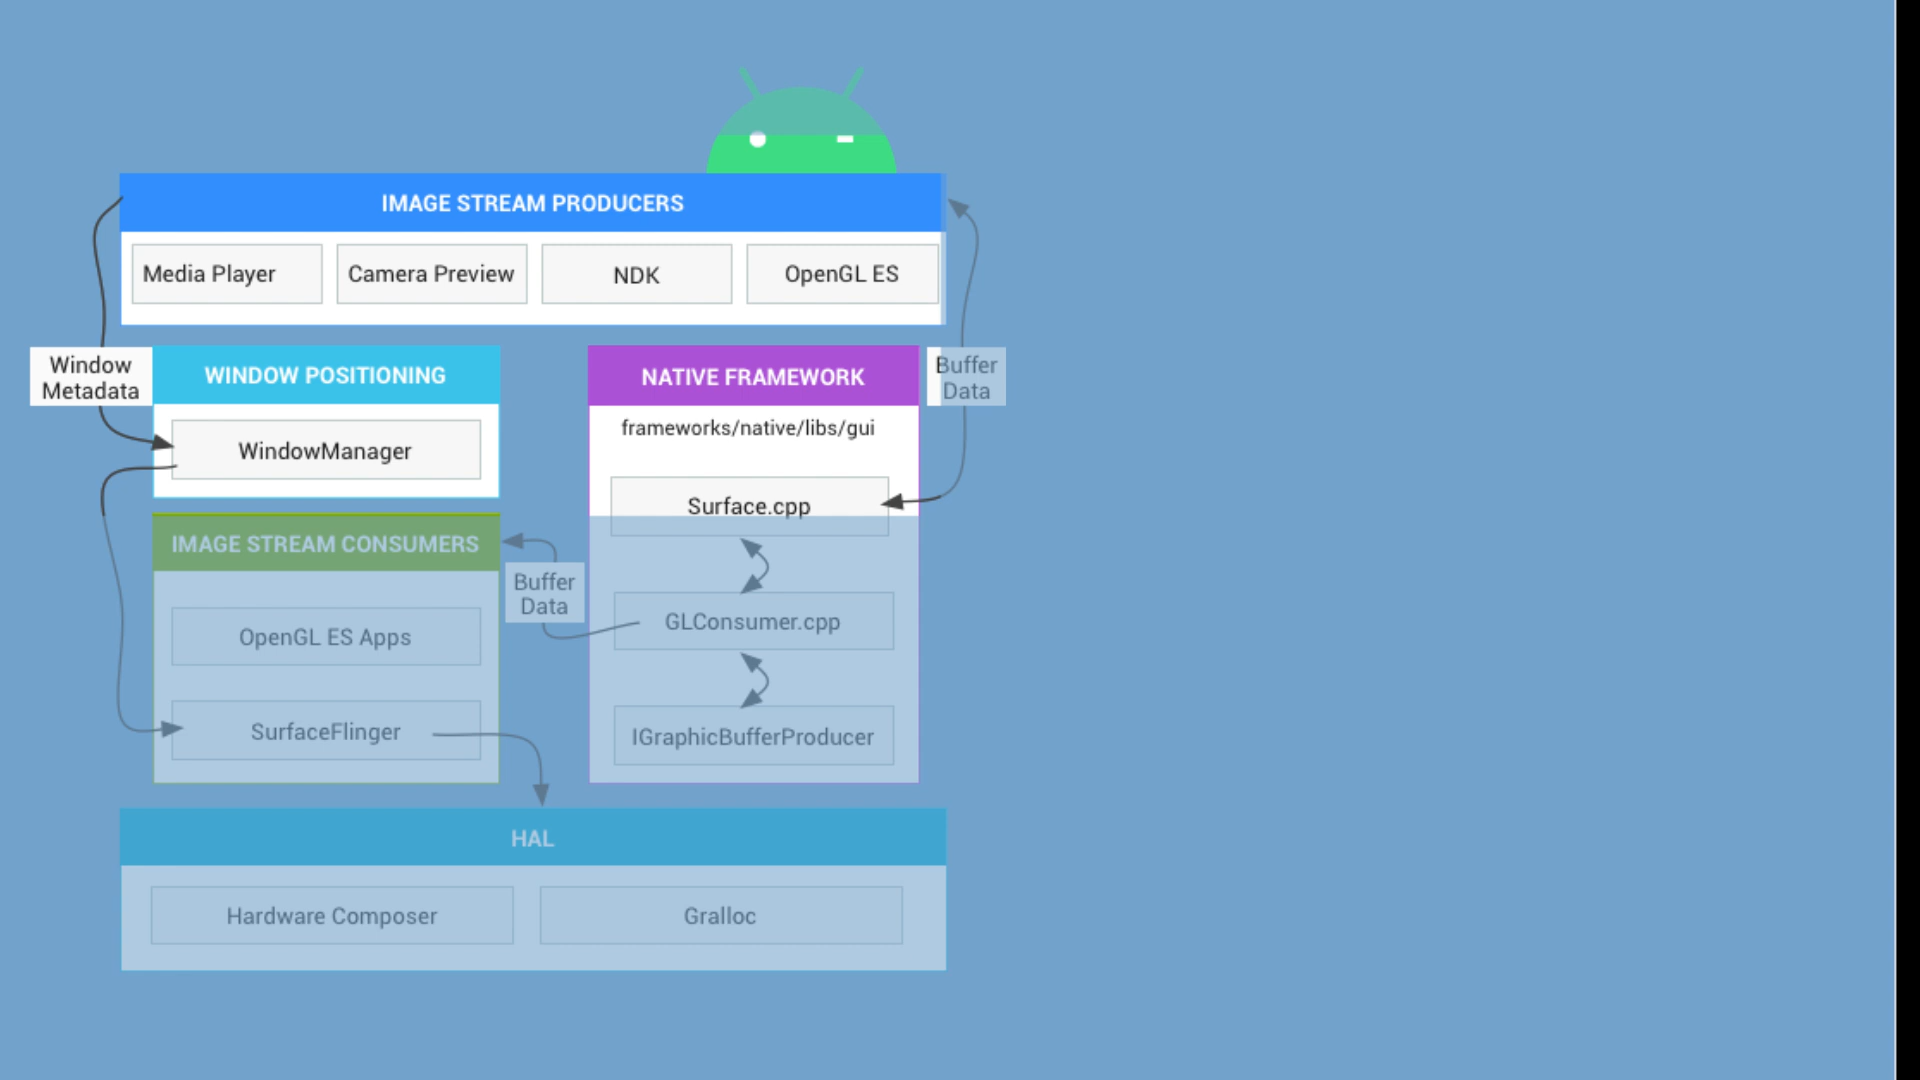 IMAGE STREAM PRODUCERS
Media Player
Camera Preview
NDK
OpenGL ES
Window
Metadata
WINDOW POSITIONING
WindowManager
NATIVE FRAMEWORK
frameworks/native/libs/gui
Surface.cpp
Buffer
Data
IMAGE STREAM CONSUMERS
OpenGL ES Apps
SurfaceFlinger
Buffer
Data
GLConsumer.cpp
IGraphicBufferProducer
HAL
Hardware Composer
Gralloc